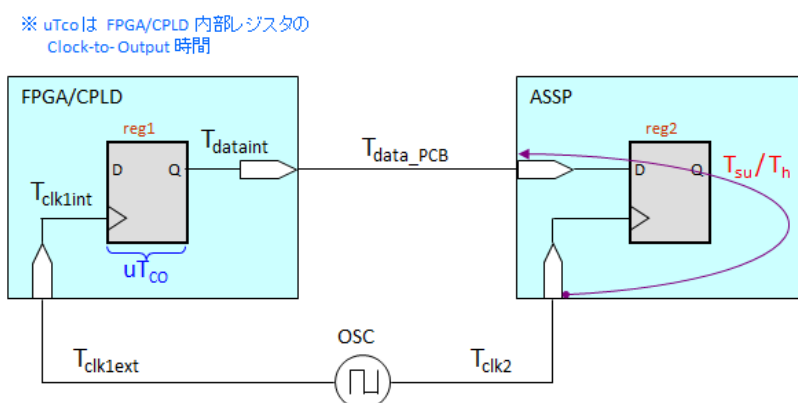 ※ uTcoは FPGA/CPLD 内部レジスタの
Clock-to- Output 時間
FPGA/CPLD
ASSP
reg1
reg2
Tdataint
Tdata_PCB
Tsu/Th
D Q
D Q
Tclk1int
uTCO
OSC
Tclk1ext
Tclk2